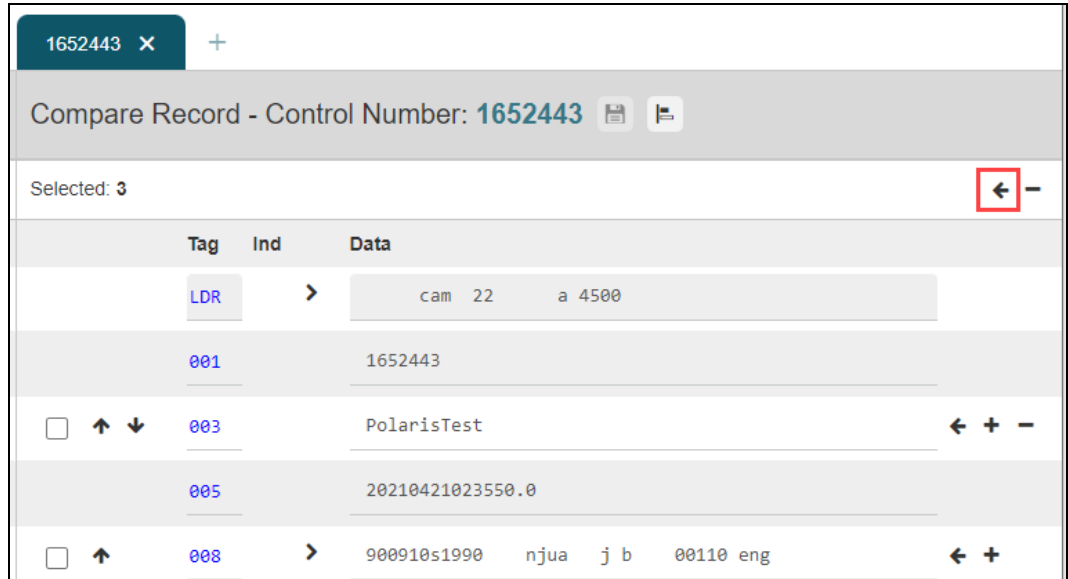 1652443
Compare Record - Control Number: 1652443
Selected: 3
Tag Ind Data
LDR cam 22 a 4500
001 1652443
003 PolarisTest
005 20210421023550.0
008 900910s1990 njua j b 00110 eng